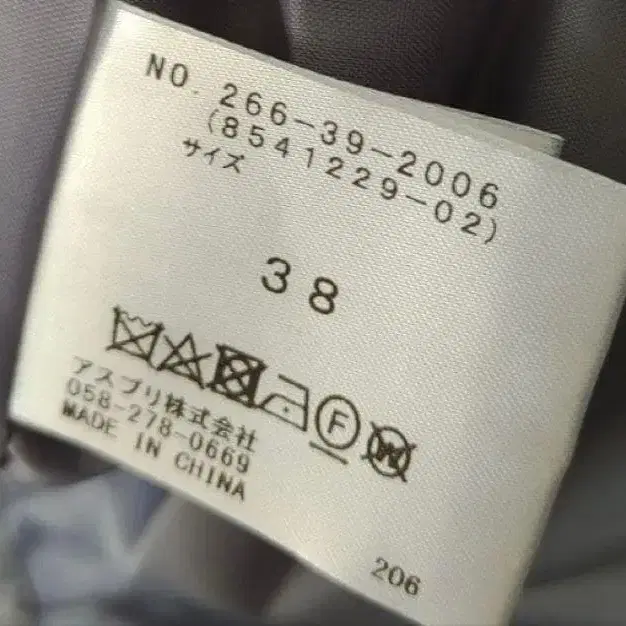 NO. 266-39-2006
(8541229-02)
サイズ
38
F
W
アスプリ株式会社
058-278-0669
MADE IN CHINA
206